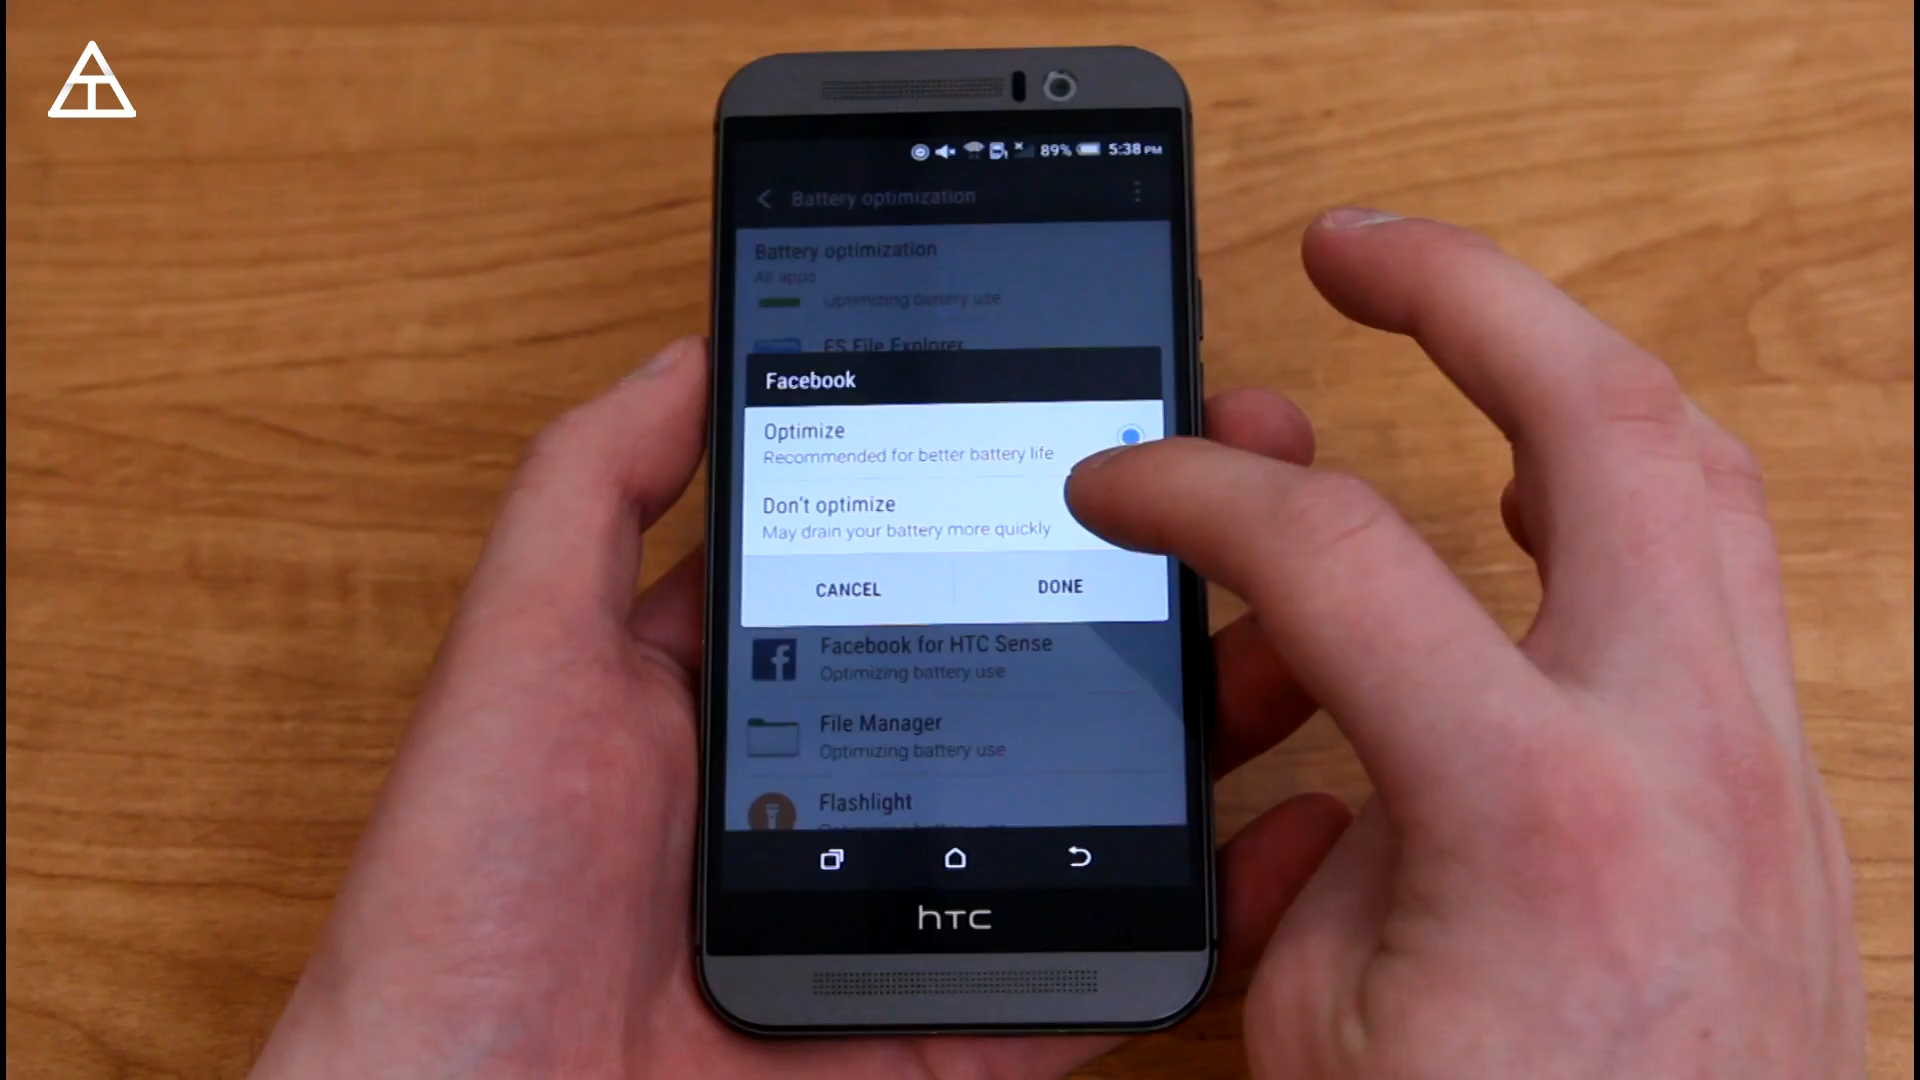 89% 5:38 PM
Battery optimization
Battery optimization
All apps
Optimizing battery use
ES File Explorer
Facebook
Optimize
Recommended for better battery life
Don't optimize
May drain your battery more quickly
CANCEL DONE
Facebook for HTC Sense
Optimizing battery use
File Manager
Optimizing battery use
Flashlight
hTC